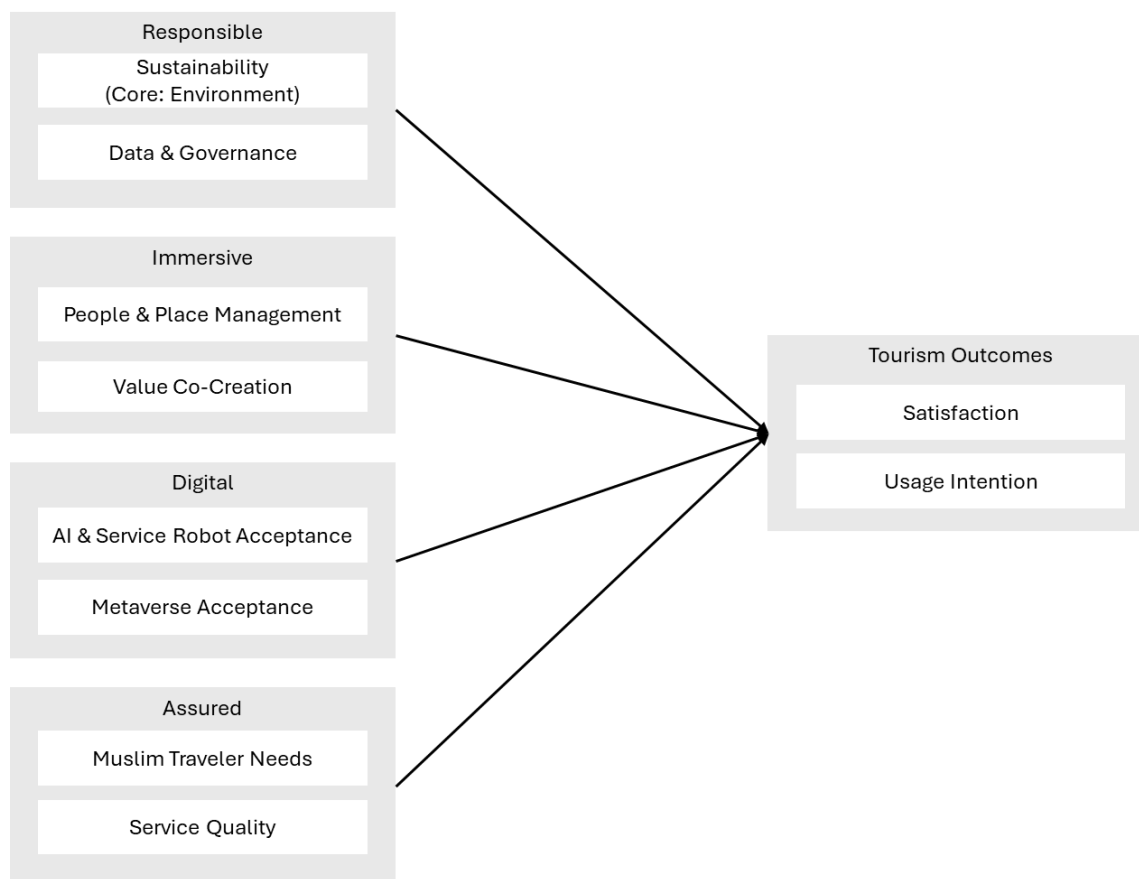 Responsible
Sustainability
(Core: Environment)
Data & Governance
Immersive
People & Place Management
Value Co-Creation
Digital
AI & Service Robot Acceptance
Metaverse Acceptance
Assured
Muslim Traveler Needs
Service Quality
Tourism Outcomes
Satisfaction
Usage Intention